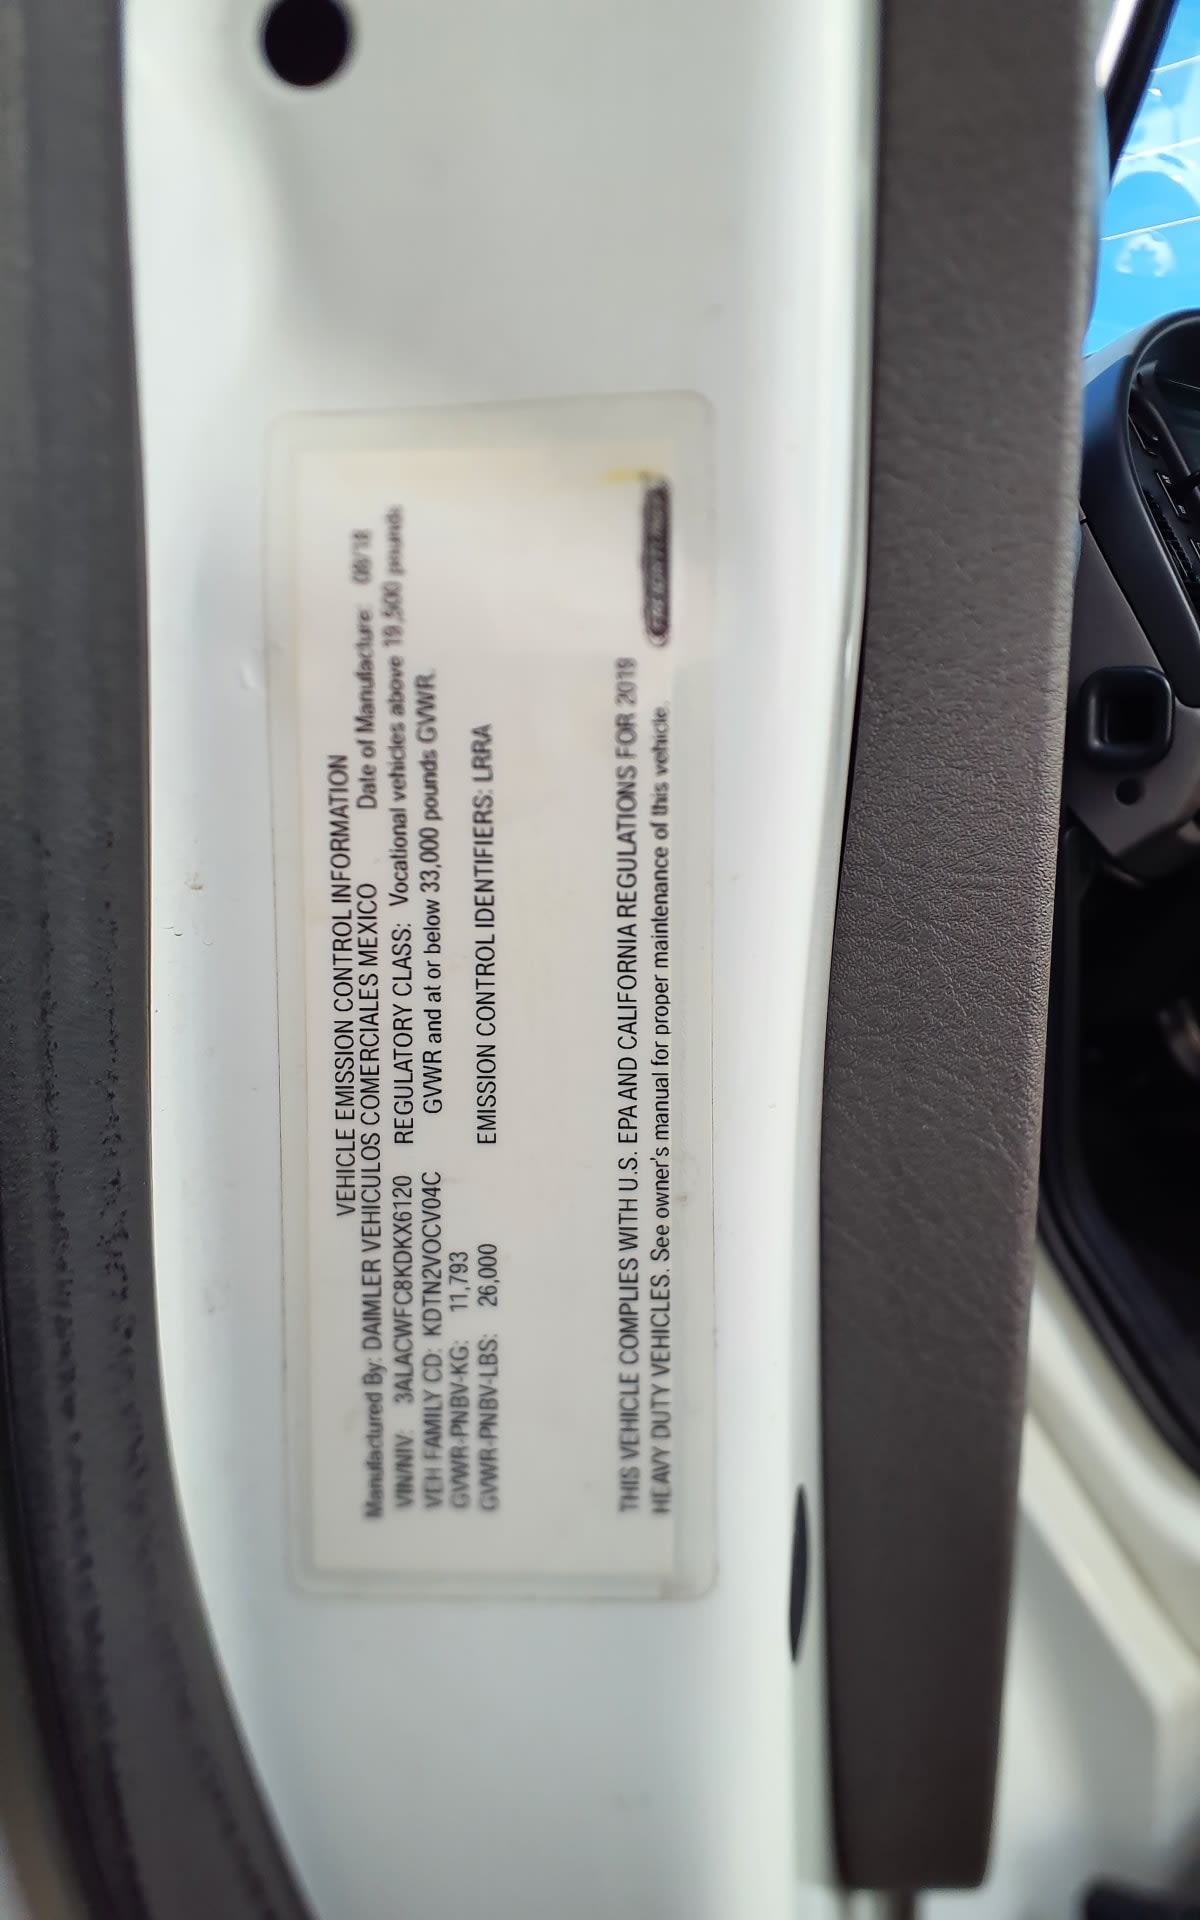 VEHICLE EMISSION CONTROL INFORMATION
Manufactured By: DAIMLER VEHICULOS COMERCIALES MEXICO Date of Manufacture: 08/18
VIN/NIV: 3ALACWFC8KDKX6120 REGULATORY CLASS: Vocational vehicles above 19,500 pounds
VEH FAMILY CD: KDTN2VOCV04C GVWR and at or below 33,000 pounds GVWR.
GVWR-PNBV-KG: 11,793
GVWR-PNBV-LBS: 26,000 EMISSION CONTROL IDENTIFIERS: LRRA
THIS VEHICLE COMPLIES WITH U.S. EPA AND CALIFORNIA REGULATIONS FOR 2019
HEAVY DUTY VEHICLES. See owner's manual for proper maintenance of this vehicle.
FREIGHTLINER